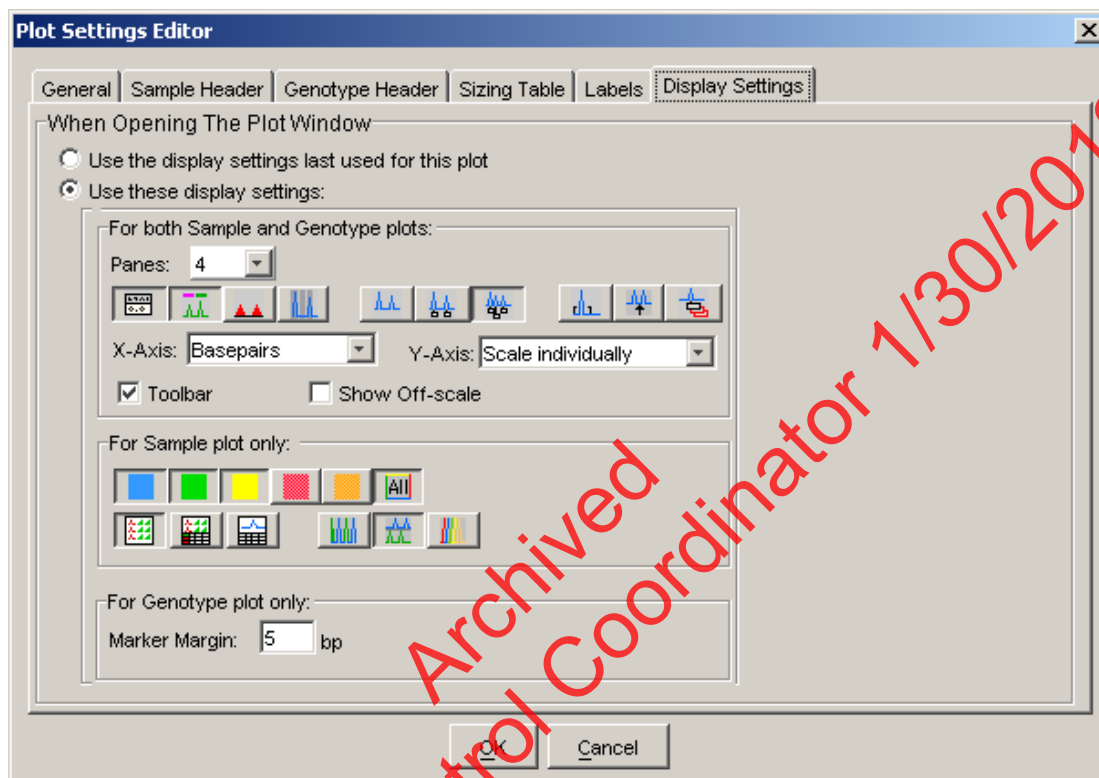 Plot Settings Editor
General Sample Header Genotype Header Sizing Table Labels Display Settings
When Opening The Plot Window
Use the display settings last used for this plot
Use these display settings:
For both Sample and Genotype plots:
Panes: 4
X-Axis: Basepairs Y-Axis: Scale individually
Toolbar Show Off-scale
For Sample plot only:
All
For Genotype plot only:
Marker Margin: 5 bp
OK Cancel
Archived
trol Coordinator 1/30/201